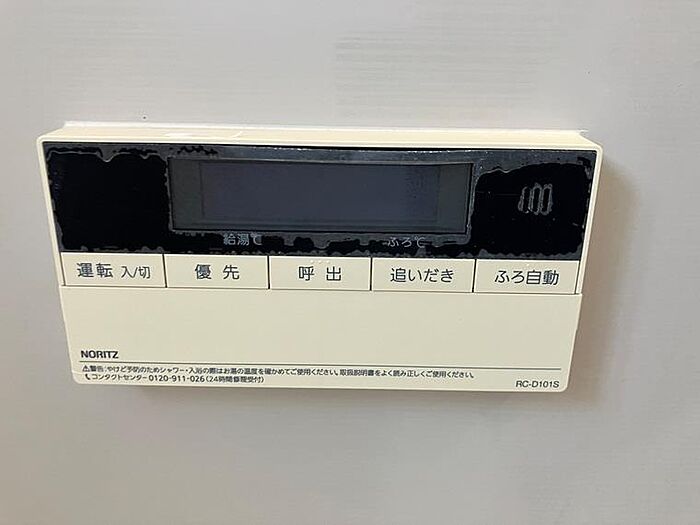 給湯℃ ふろ℃
運転 入/切 優先 呼出 追いだき ふろ自動
NORITZ
⚠警告:やけど予防のためシャワー・入浴の際はお湯の温度を確かめてご使用ください。取扱説明書をよく読み正しくご使用ください。
コンタクトセンター 0120-911-026(24時間修理受付)
RC-D101S